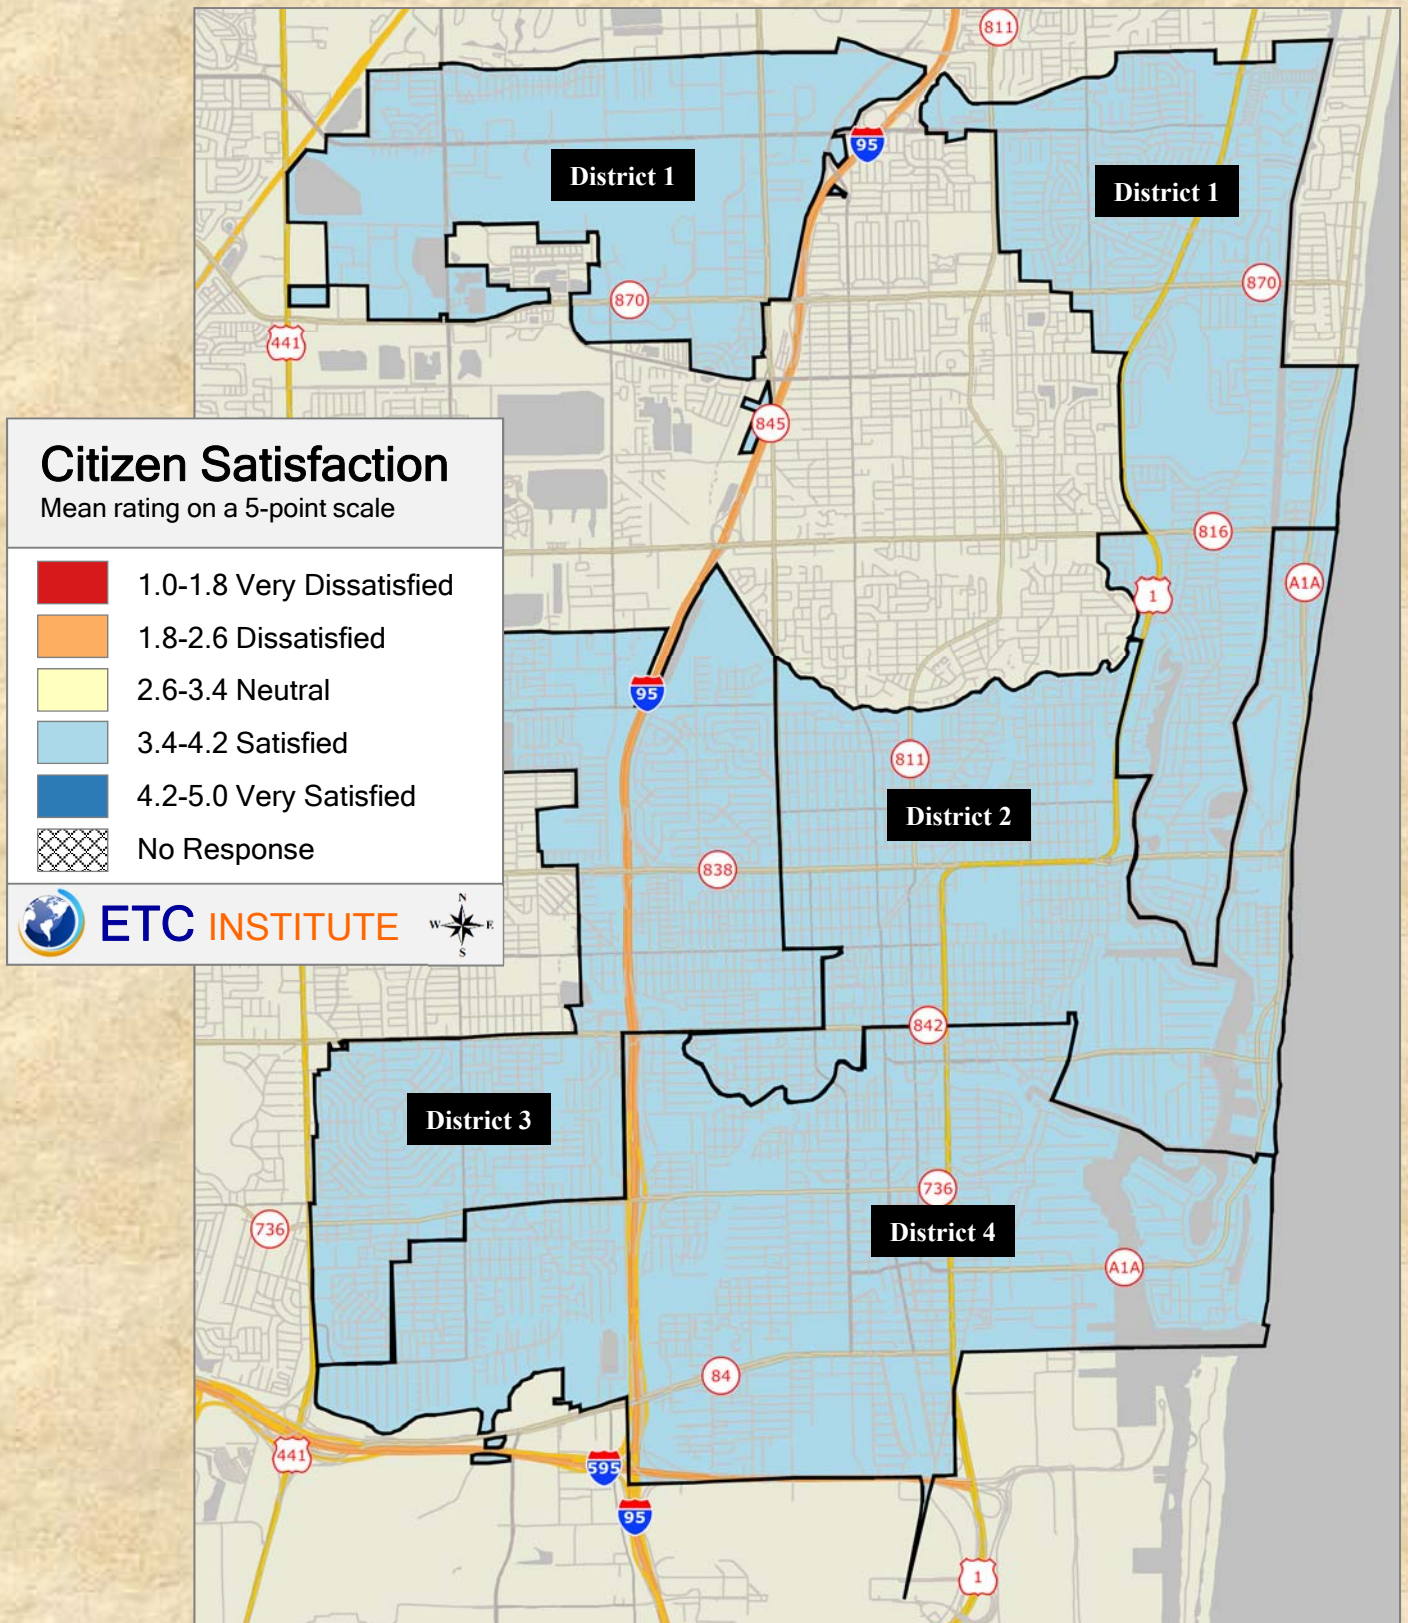 811
95
District 1
District 1
870
870
441
845
Citizen Satisfaction
Mean rating on a 5-point scale
1.0-1.8 Very Dissatisfied
1.8-2.6 Dissatisfied
2.6-3.4 Neutral
3.4-4.2 Satisfied
4.2-5.0 Very Satisfied
No Response
ETC INSTITUTE
N
W E
S
816
A1A
1
95
811
District 2
838
842
District 3
736
736
District 4
A1A
84
441
595
95
1